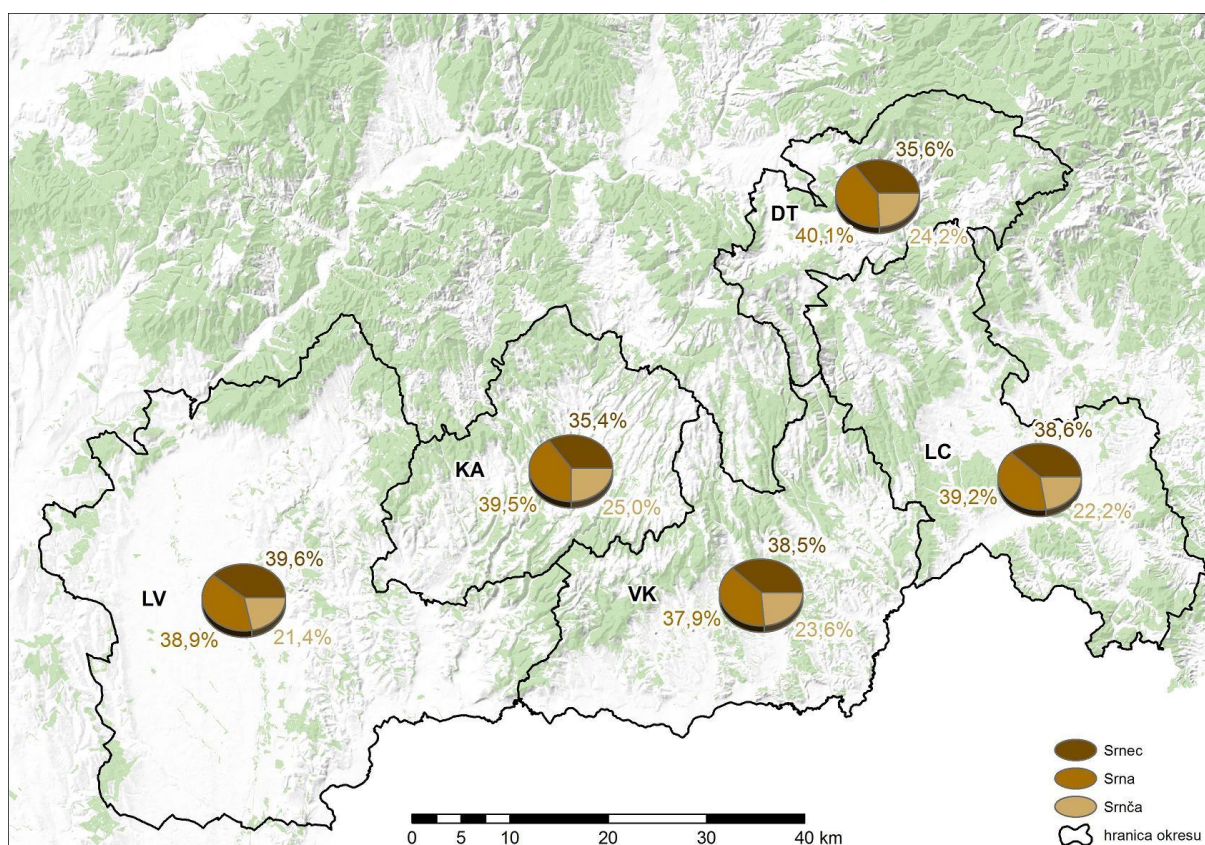 35,6%
DT
40,1%
24,2%
35,4%
KA
39,5%
25,0%
38,6%
LC
39,2%
22,2%
39,6%
LV
38,9%
21,4%
38,5%
VK
37,9%
23,6%
Srnec
Srna
Srnča
hranica okresu
0 5 10 20 30 40 km